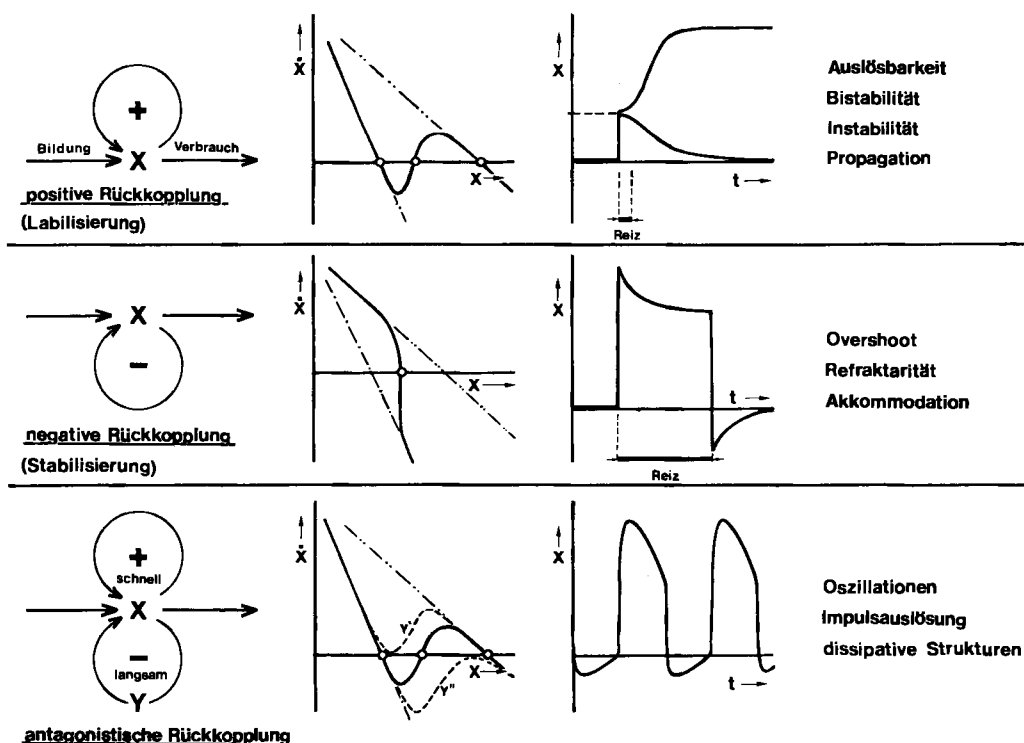 +
Bildung
X
Verbrauch
positive Rückkopplung
(Labilisierung)
Ẋ
X
X
t
Reiz
Auslösbarkeit
Bistabilität
Instabilität
Propagation
X
-
negative Rückkopplung
(Stabilisierung)
Ẋ
X
X
t
Reiz
Overshoot
Refraktarität
Akkommodation
+
schnell
X
-
langsam
Y
antagonistische Rückkopplung
Ẋ
Y'
X
Y"
X
t
Oszillationen
Impulsauslösung
dissipative Strukturen